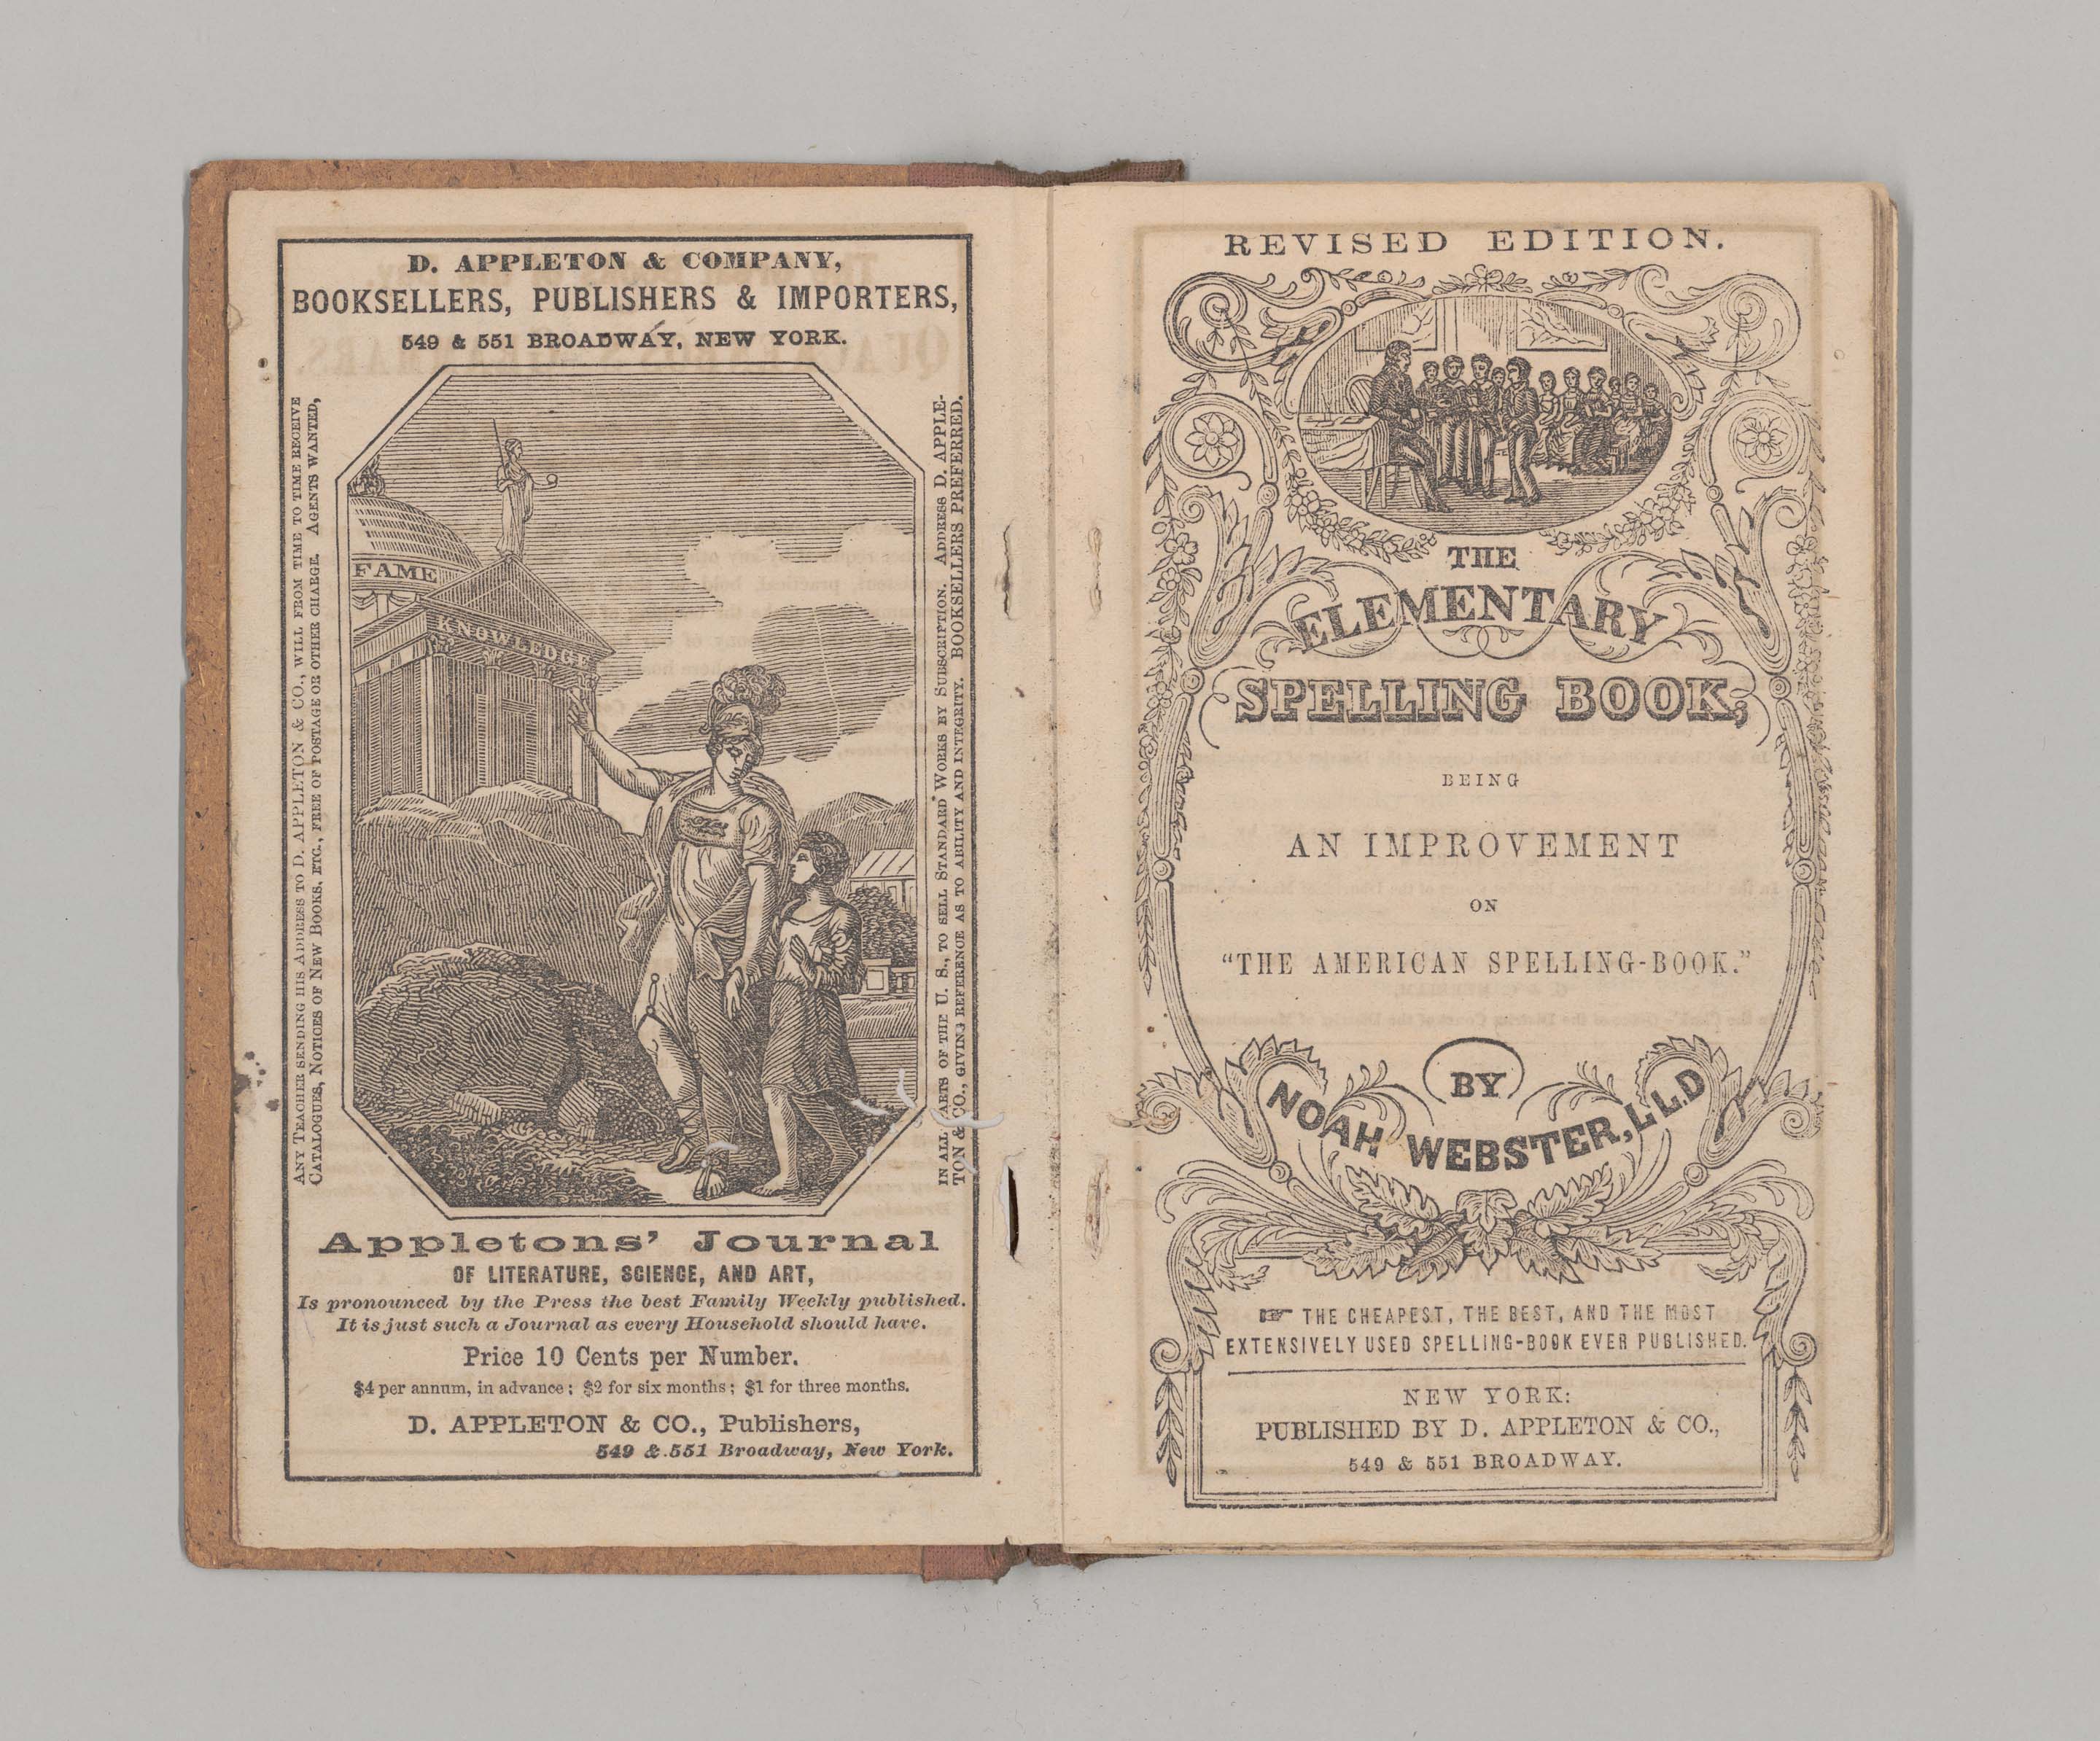 D. APPLETON & COMPANY,
BOOKSELLERS, PUBLISHERS & IMPORTERS,
549 & 551 BROADWAY, NEW YORK.
ANY TEACHER SENDING HIS ADDRESS TO D. APPLETON & CO., WILL FROM TIME TO TIME RECEIVE
CATALOGUES, NOTICES OF NEW BOOKS, ETC., FREE OF POSTAGE OR OTHER CHARGE. AGENTS WANTED,
FAME
KNOWLEDGE
IN ALL PARTS OF THE U. S., TO SELL STANDARD WORKS BY SUBSCRIPTION. ADDRESS D. APPLE-
TON & CO., GIVING REFERENCE AS TO ABILITY AND INTEGRITY. BOOKSELLERS PREFERRED.
Appletons' Journal
OF LITERATURE, SCIENCE, AND ART,
Is pronounced by the Press the best Family Weekly published.
It is just such a Journal as every Household should have.
Price 10 Cents per Number.
$4 per annum, in advance; $2 for six months; $1 for three months.
D. APPLETON & CO., Publishers,
549 & 551 Broadway, New York.
REVISED EDITION.
THE
ELEMENTARY
SPELLING BOOK;
BEING
AN IMPROVEMENT
ON
"THE AMERICAN SPELLING-BOOK."
BY
NOAH WEBSTER, LL.D
☞ THE CHEAPEST, THE BEST, AND THE MOST
EXTENSIVELY USED SPELLING-BOOK EVER PUBLISHED.
NEW YORK:
PUBLISHED BY D. APPLETON & CO.,
549 & 551 BROADWAY.